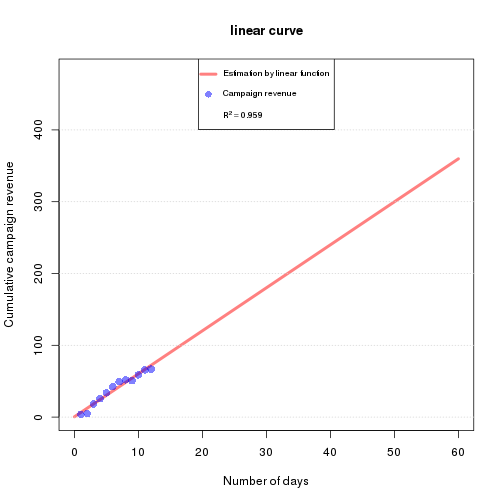 linear curve
Estimation by linear function
Campaign revenue
R² = 0.959
Cumulative campaign revenue
400
300
200
100
0
0 10 20 30 40 50 60
Number of days